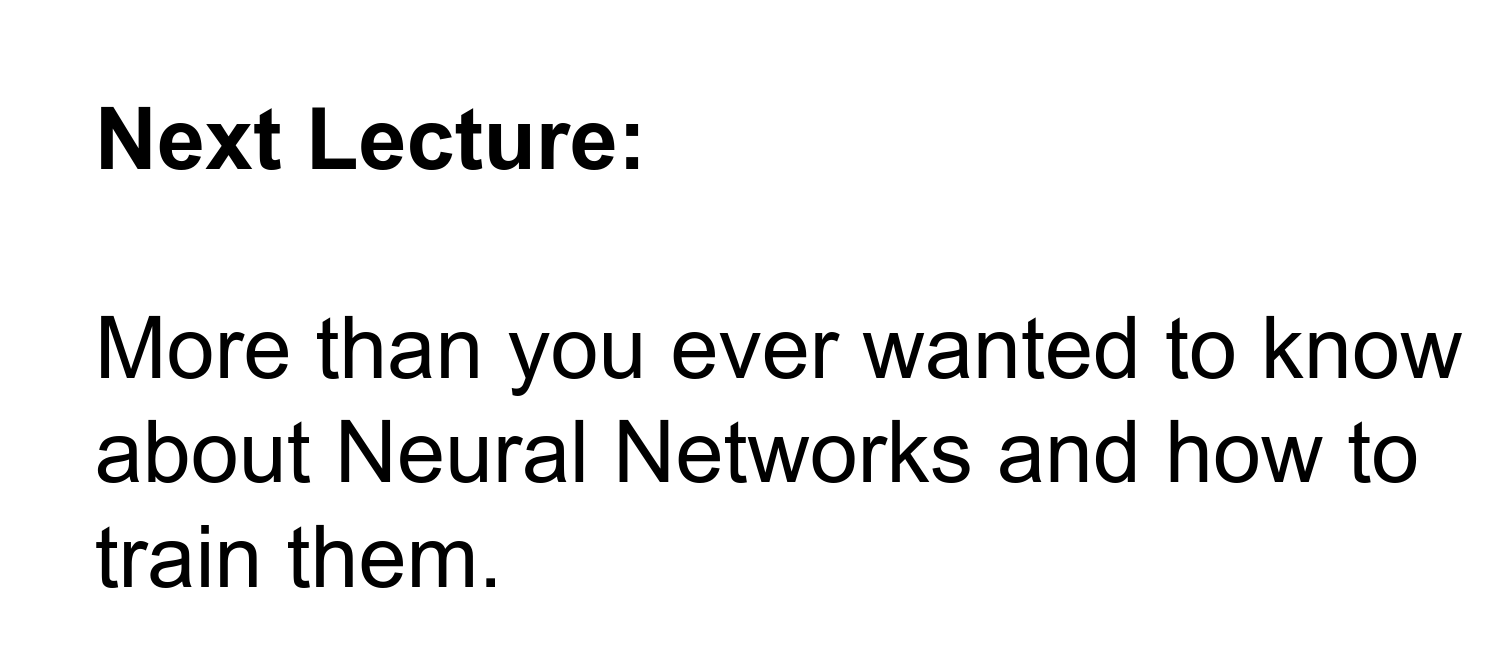 Next Lecture:
More than you ever wanted to know
about Neural Networks and how to
train them.